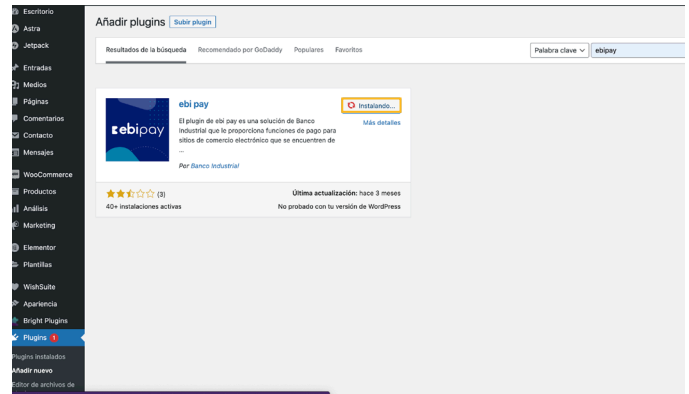 Escritorio
Astra
Jetpack
Entradas
Medios
Páginas
Comentarios
Contacto
Mensajes
WooCommerce
Productos
Análisis
Marketing
Elementor
Plantillas
WishSuite
Apariencia
Bright Plugins
Plugins 1
Plugins instalados
Añadir nuevo
Editor de archivos de
Añadir plugins Subir plugin
Resultados de la búsqueda Recomendado por GoDaddy Populares Favoritos Palabra clave ebipay
ebipay
ebi pay
Instalando...
Más detalles
El plugin de ebi pay es una solución de Banco
Industrial que le proporciona funciones de pago para
sitios de comercio electrónico que se encuentren de
...
Por Banco Industrial
(3)
40+ instalaciones activas
Última actualización: hace 3 meses
No probado con tu versión de WordPress